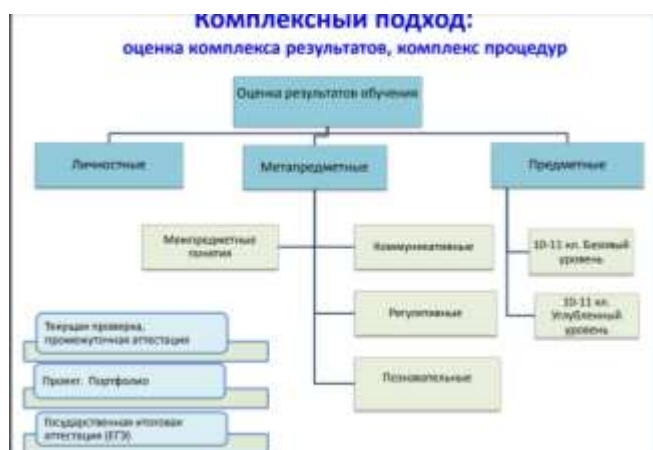 Комплексный подход:
оценка комплекса результатов, комплекс процедур
Оценка результатов обучения
Личностные
Метапредметные
Предметные
Межпредметные
понятия
Коммуникативные
10-11 кл. Базовый
уровень
Регулятивные
10-11 кл.
Углубленный
уровень
Познавательные
Текущая проверка,
промежуточная аттестация
Проект. Портфолио
Государственная итоговая
аттестация (ЕГЭ)